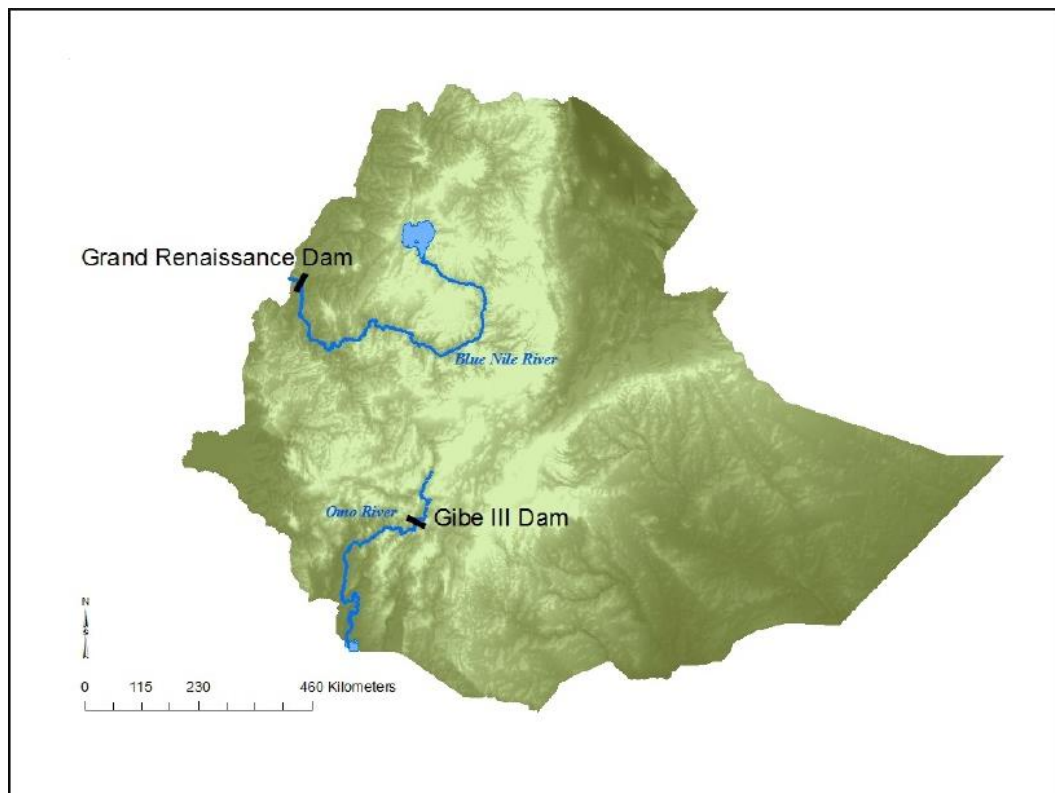 Grand Renaissance Dam
Blue Nile River
Omo River
Gibe III Dam
N
0 115 230 460 Kilometers